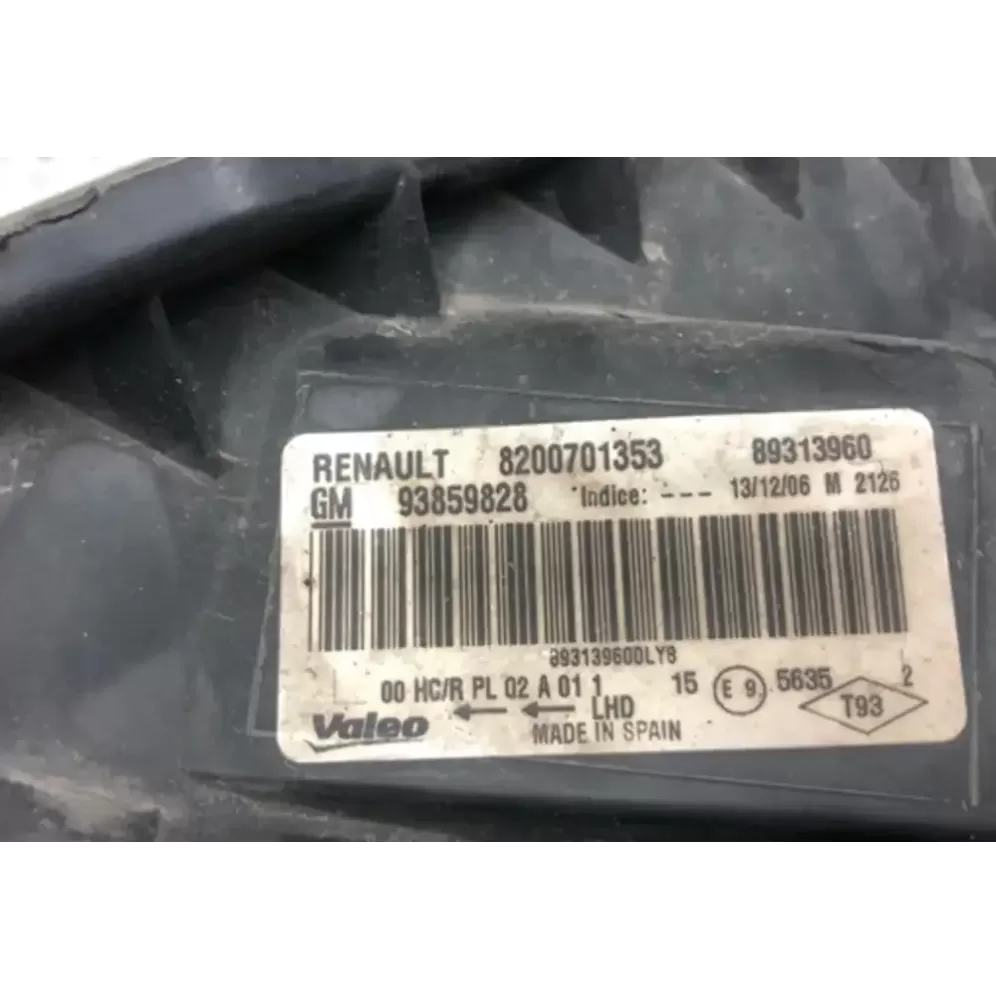 RENAULT 8200701353 89313960
GM 93859828 Indice: --- 13/12/06 M 2126
893139600LY8
00 HC/R PL 02 A 01 1 15 E 9 5635 2
Valeo LHD T93
MADE IN SPAIN